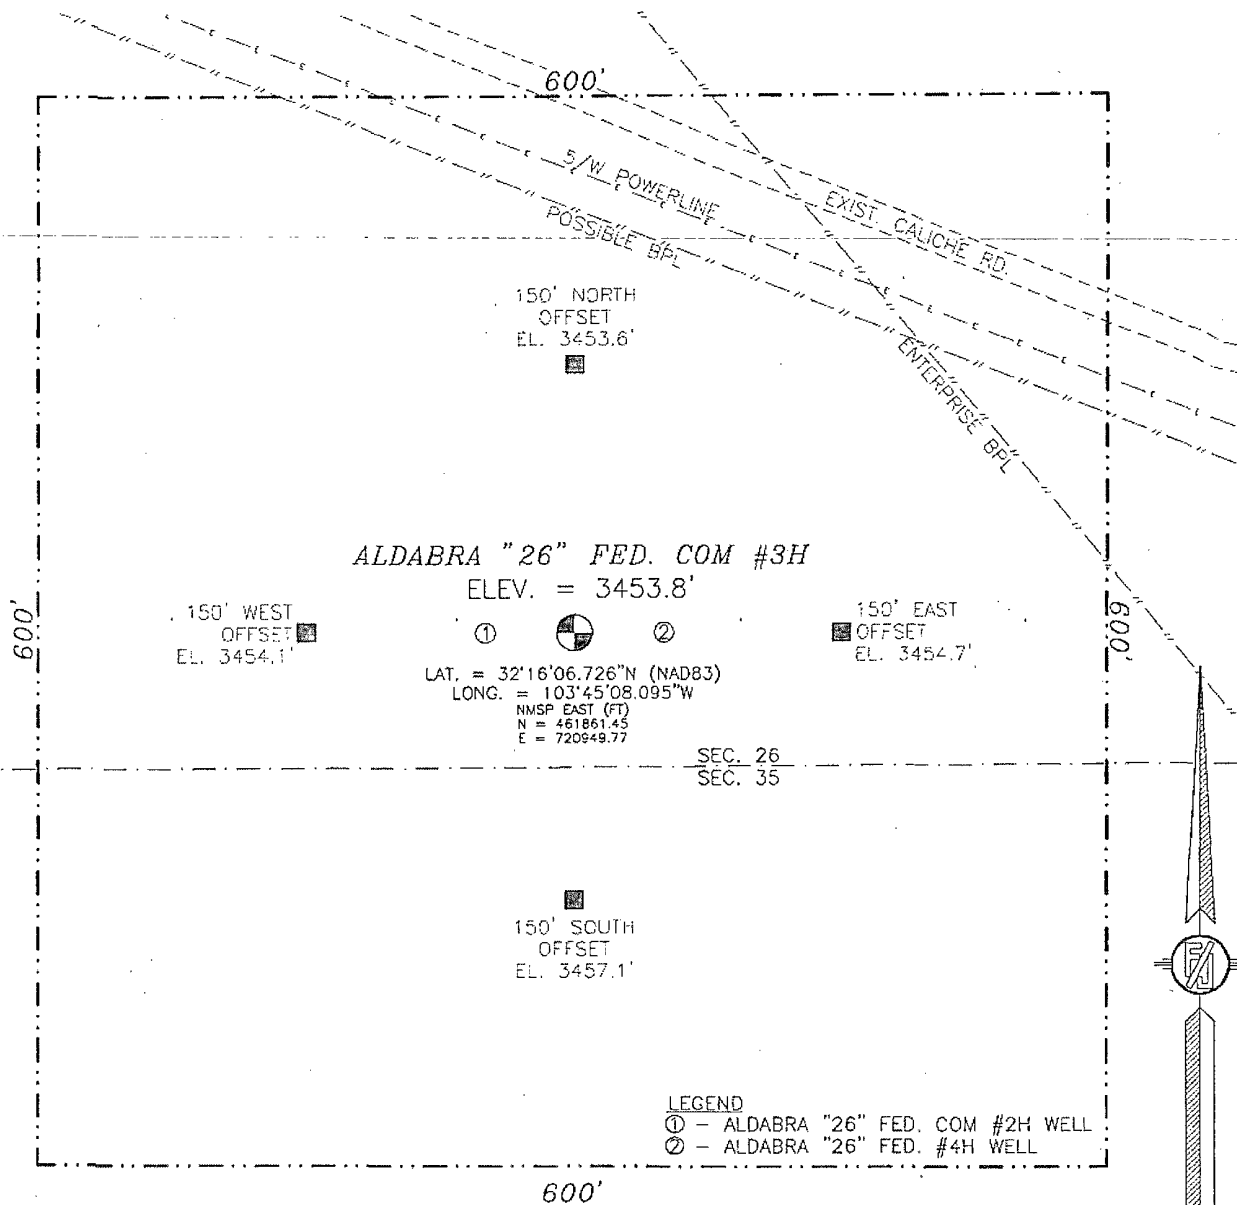 600'
5/W POWERLINE
EXIST. CALICHE RD.
POSSIBLE BPL
150' NORTH
OFFSET
EL. 3453.6'
ENTERPRISE BPL
ALDABRA "26" FED. COM #3H
ELEV. = 3453.8'
600'
150' WEST
OFFSET
EL. 3454.1'
1
2
150' EAST
OFFSET
EL. 3454.7'
600'
LAT. = 32°16'06.726"N (NAD83)
LONG. = 103°45'08.095"W
NMSP EAST (FT)
N = 461861.45
E = 720949.77
SEC. 26
SEC. 35
150' SOUTH
OFFSET
EL. 3457.1'
LEGEND
① - ALDABRA "26" FED. COM #2H WELL
② - ALDABRA "26" FED. #4H WELL
600'